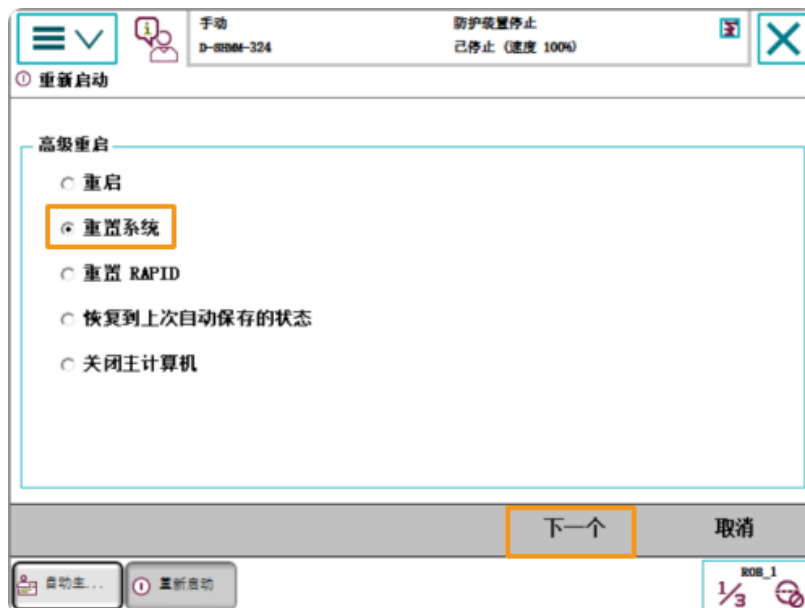 手动
D-SHMM-324
防护装置停止
己停止 (速度 100%)
重新启动
高级重启
重启
重置系统
重置 RAPID
恢复到上次自动保存的状态
关闭主计算机
下一个
取消
自动生...
重新启动
ROB_1
1/3